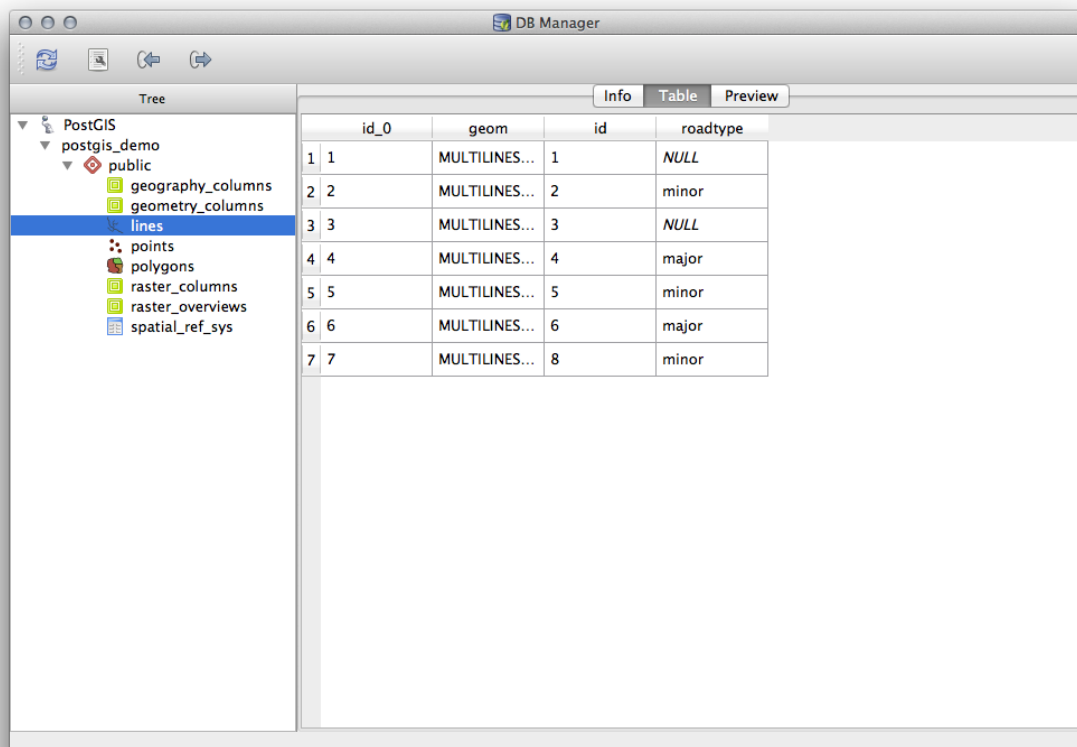 DB Manager
Tree
Info Table Preview
PostGIS
postgis_demo
public
geography_columns
geometry_columns
lines
points
polygons
raster_columns
raster_overviews
spatial_ref_sys
id_0 geom id roadtype
1 1 MULTILINES... 1 NULL
2 2 MULTILINES... 2 minor
3 3 MULTILINES... 3 NULL
4 4 MULTILINES... 4 major
5 5 MULTILINES... 5 minor
6 6 MULTILINES... 6 major
7 7 MULTILINES... 8 minor